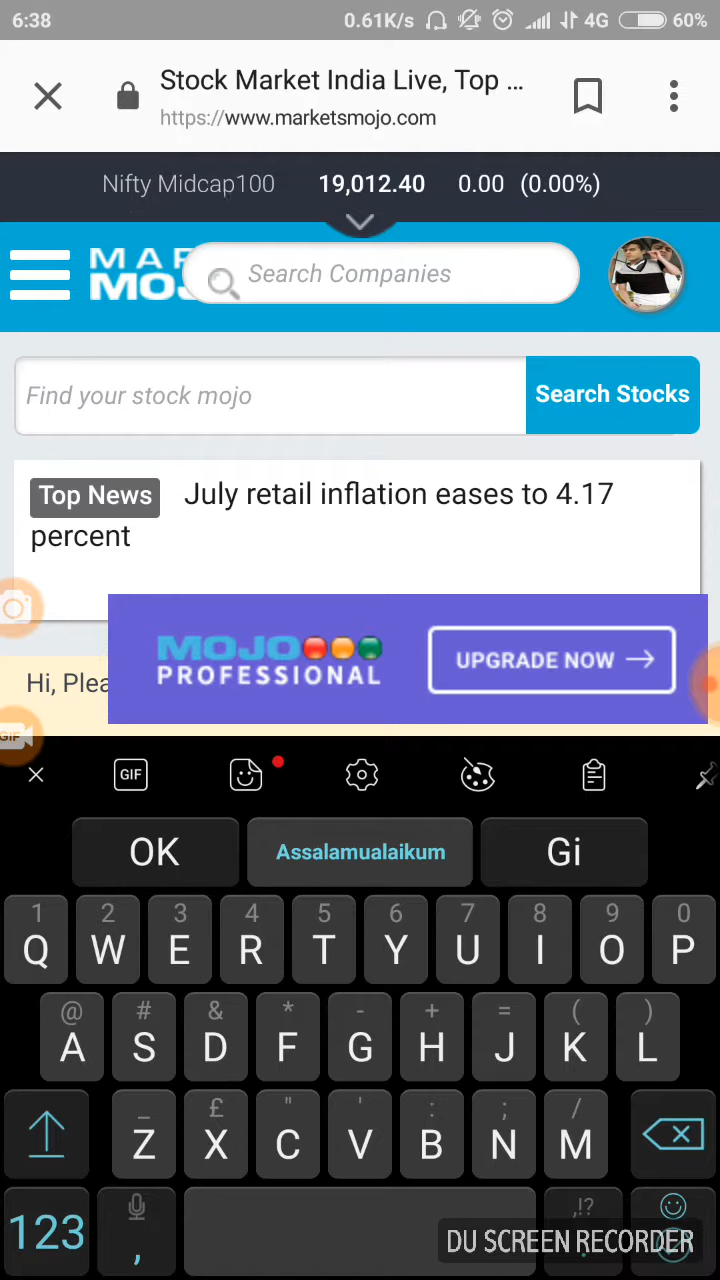 6:38 0.61K/s 4G 60%
Stock Market India Live, Top ...
https://www.marketsmojo.com
Nifty Midcap100 19,012.40 0.00 (0.00%)
MAR
MOJ
Search Companies
Find your stock mojo Search Stocks
Top News July retail inflation eases to 4.17
percent
MOJO
PROFESSIONAL
UPGRADE NOW →
Hi, Plea
GIF
GIF
OK Assalamualaikum Gi
1 2 3 4 5 6 7 8 9 0
Q W E R T Y U I O P
@ # & * - + = ( )
A S D F G H J K L
_ £ " ' : ; /
Z X C V B N M
123 , ,!? .
DU SCREEN RECORDER